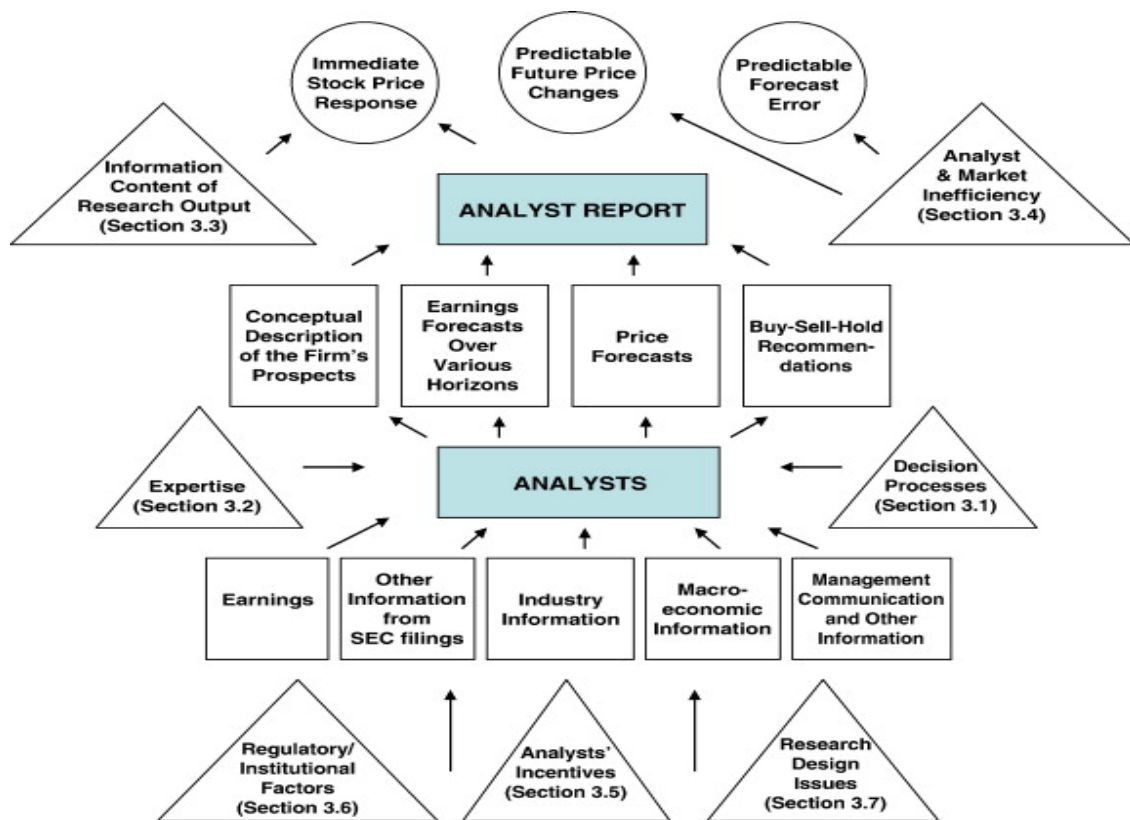 Immediate
Stock Price
Response
Predictable
Future Price
Changes
Predictable
Forecast
Error
Information
Content of
Research Output
(Section 3.3)
Analyst
& Market
Inefficiency
(Section 3.4)
ANALYST REPORT
Conceptual
Description
of the Firm's
Prospects
Earnings
Forecasts
Over
Various
Horizons
Price
Forecasts
Buy-Sell-Hold
Recommen-
dations
Expertise
(Section 3.2)
ANALYSTS
Decision
Processes
(Section 3.1)
Earnings
Other
Information
from
SEC filings
Industry
Information
Macro-
economic
Information
Management
Communication
and Other
Information
Regulatory/
Institutional
Factors
(Section 3.6)
Analysts'
Incentives
(Section 3.5)
Research
Design
Issues
(Section 3.7)